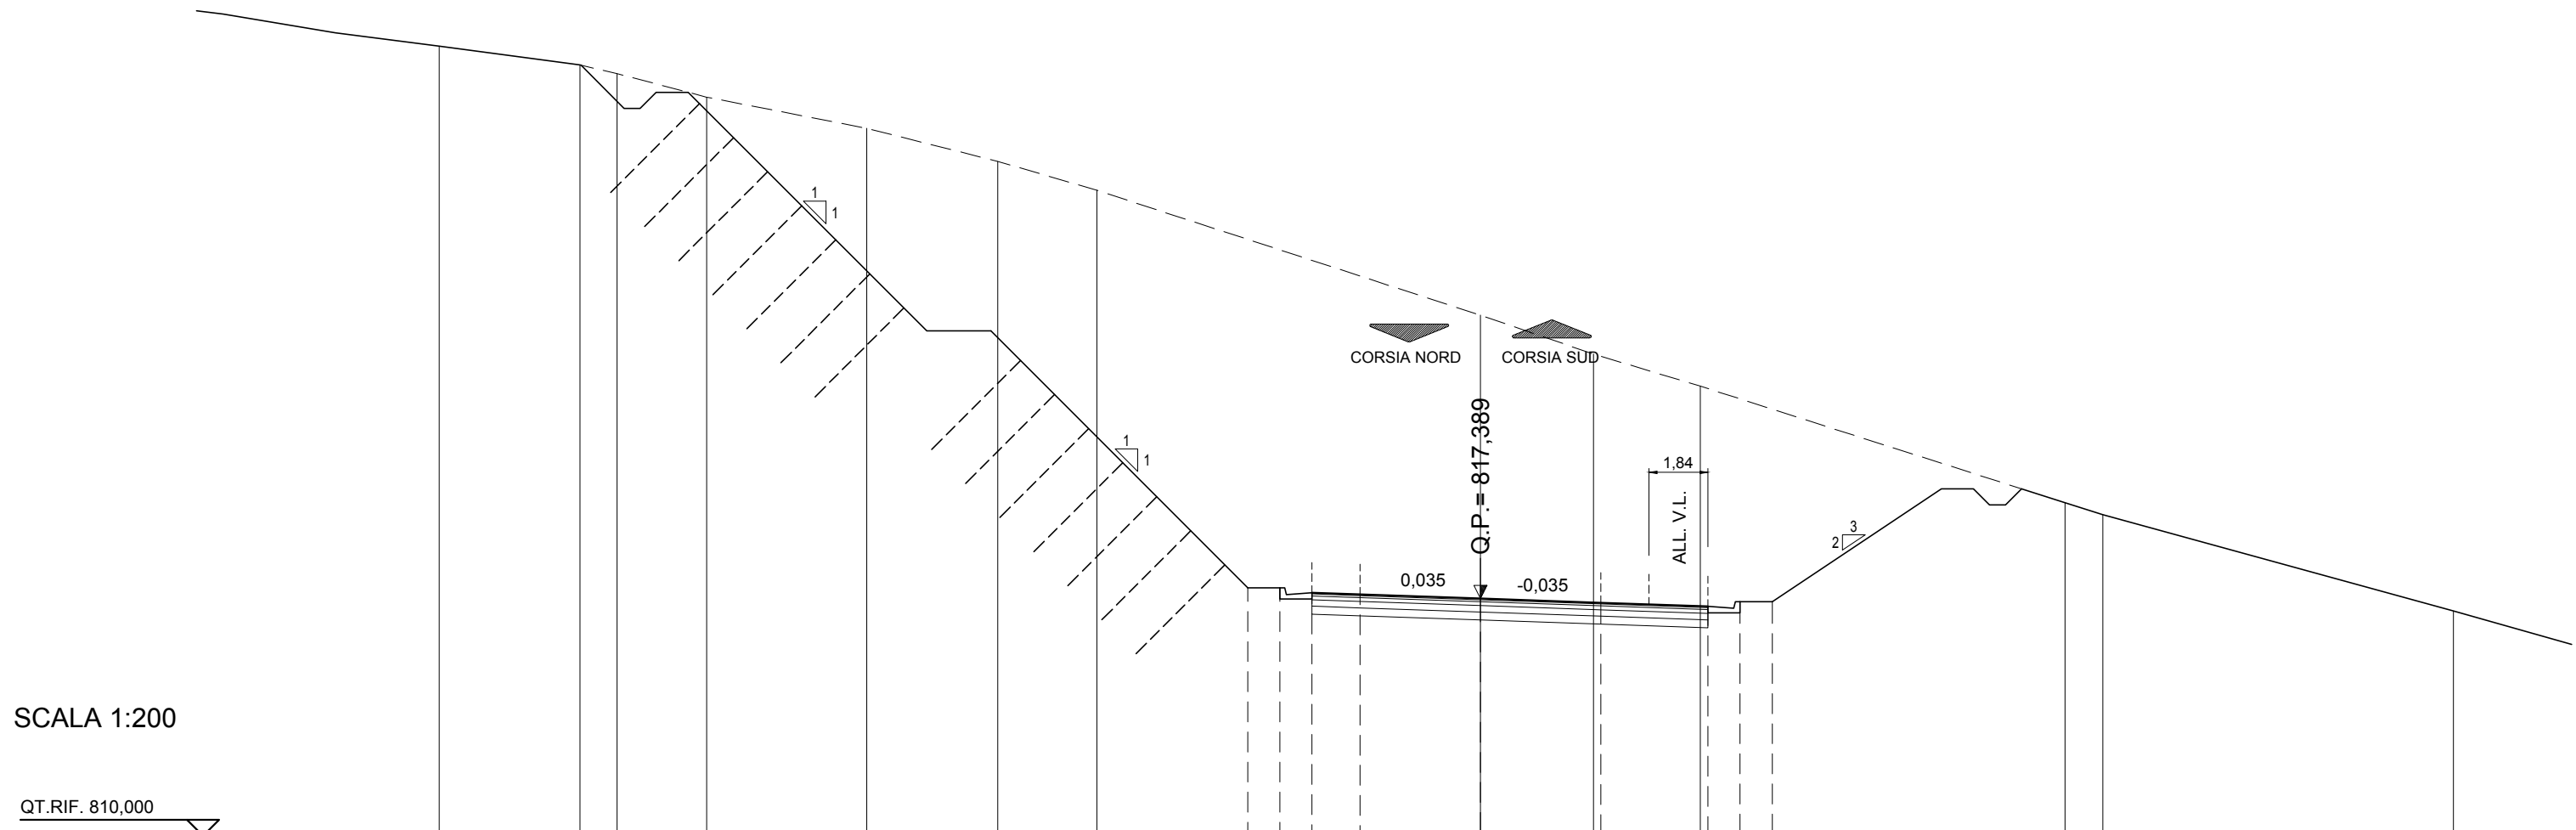 1
1
CORSIA NORD
CORSIA SUD
Q.P.= 817,389
1
1
1,84
ALL. V.L.
3
2
0,035
-0,035
SCALA 1:200
QT.RIF. 810,000